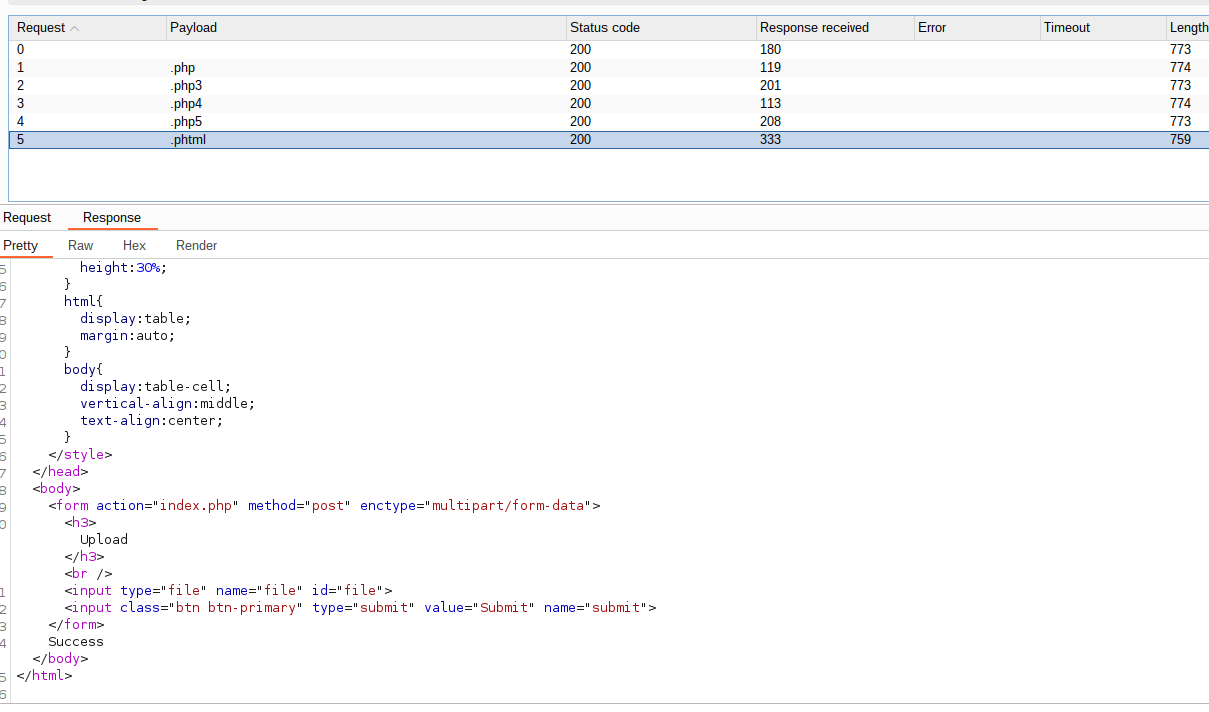 Request Payload Status code Response received Error Timeout Length
0 200 180 773
1 .php 200 119 774
2 .php3 200 201 773
3 .php4 200 113 774
4 .php5 200 208 773
5 .phtml 200 333 759
Request Response
Pretty Raw Hex Render
5 height:30%;
6 }
7 html{
8 display:table;
9 margin:auto;
0 }
1 body{
2 display:table-cell;
3 vertical-align:middle;
4 text-align:center;
5 }
6 </style>
7 </head>
8 <body>
9 <form action="index.php" method="post" enctype="multipart/form-data">
0 <h3>
Upload
</h3>
<br />
1 <input type="file" name="file" id="file">
2 <input class="btn btn-primary" type="submit" value="Submit" name="submit">
3 </form>
4 Success
</body>
5 </html>
6